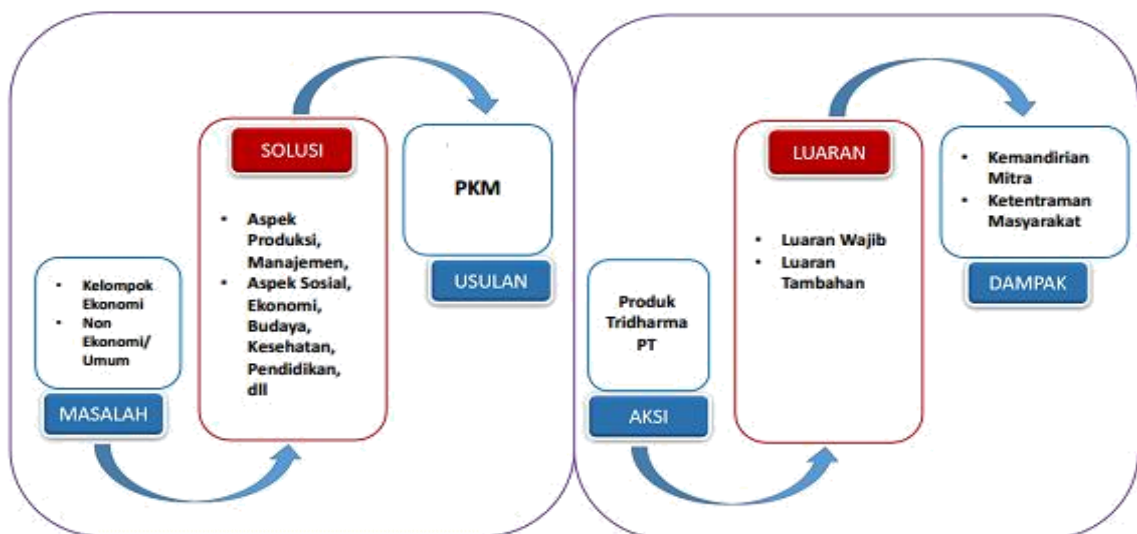 • Kelompok
Ekonomi
• Non
Ekonomi/
Umum
MASALAH
SOLUSI
• Aspek
Produksi,
Manajemen,
• Aspek Sosial,
Ekonomi,
Budaya,
Kesehatan,
Pendidikan,
dll
PKM
USULAN
Produk
Tridharma
PT
AKSI
LUARAN
• Luaran Wajib
• Luaran
Tambahan
• Kemandirian
Mitra
• Ketentraman
Masyarakat
DAMPAK